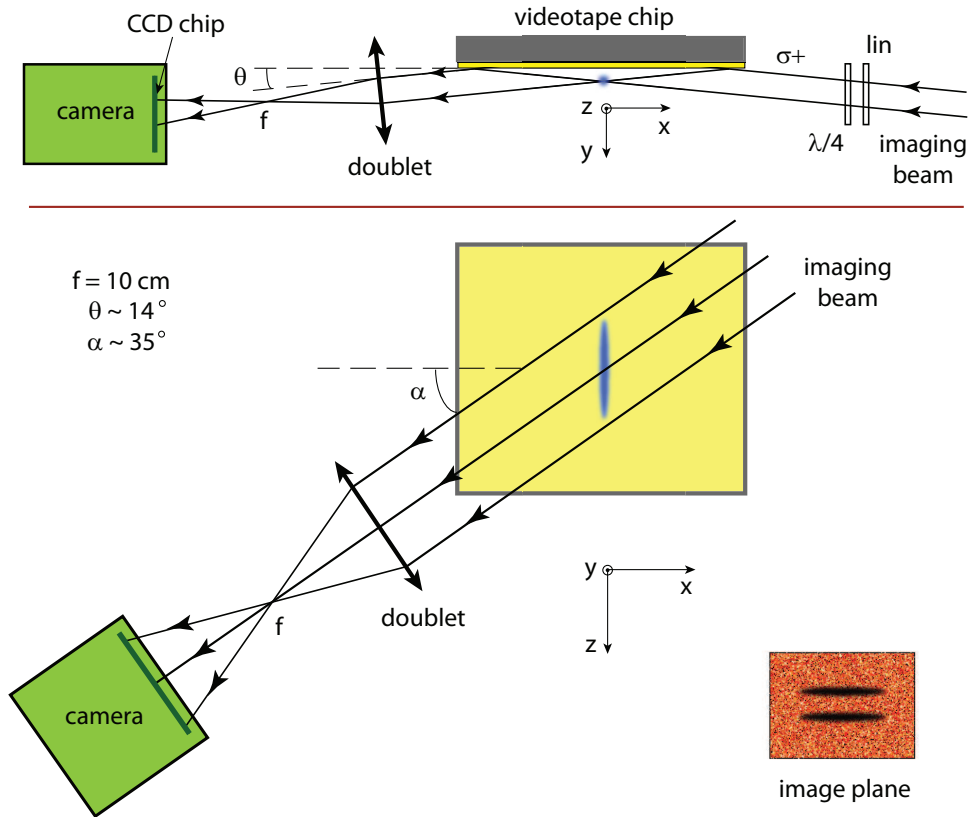 videotape chip
CCD chip
lin
σ+
θ
camera
f
z
x
y
λ/4
imaging
beam
doublet
f = 10 cm
θ ~ 14°
α ~ 35°
imaging
beam
α
y
x
z
doublet
f
camera
image plane